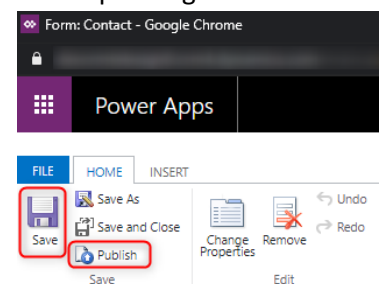 Form: Contact - Google Chrome
Power Apps
FILE HOME INSERT
Save
Save As
Save and Close
Publish
Save
Change Properties
Remove
Undo
Redo
Edit